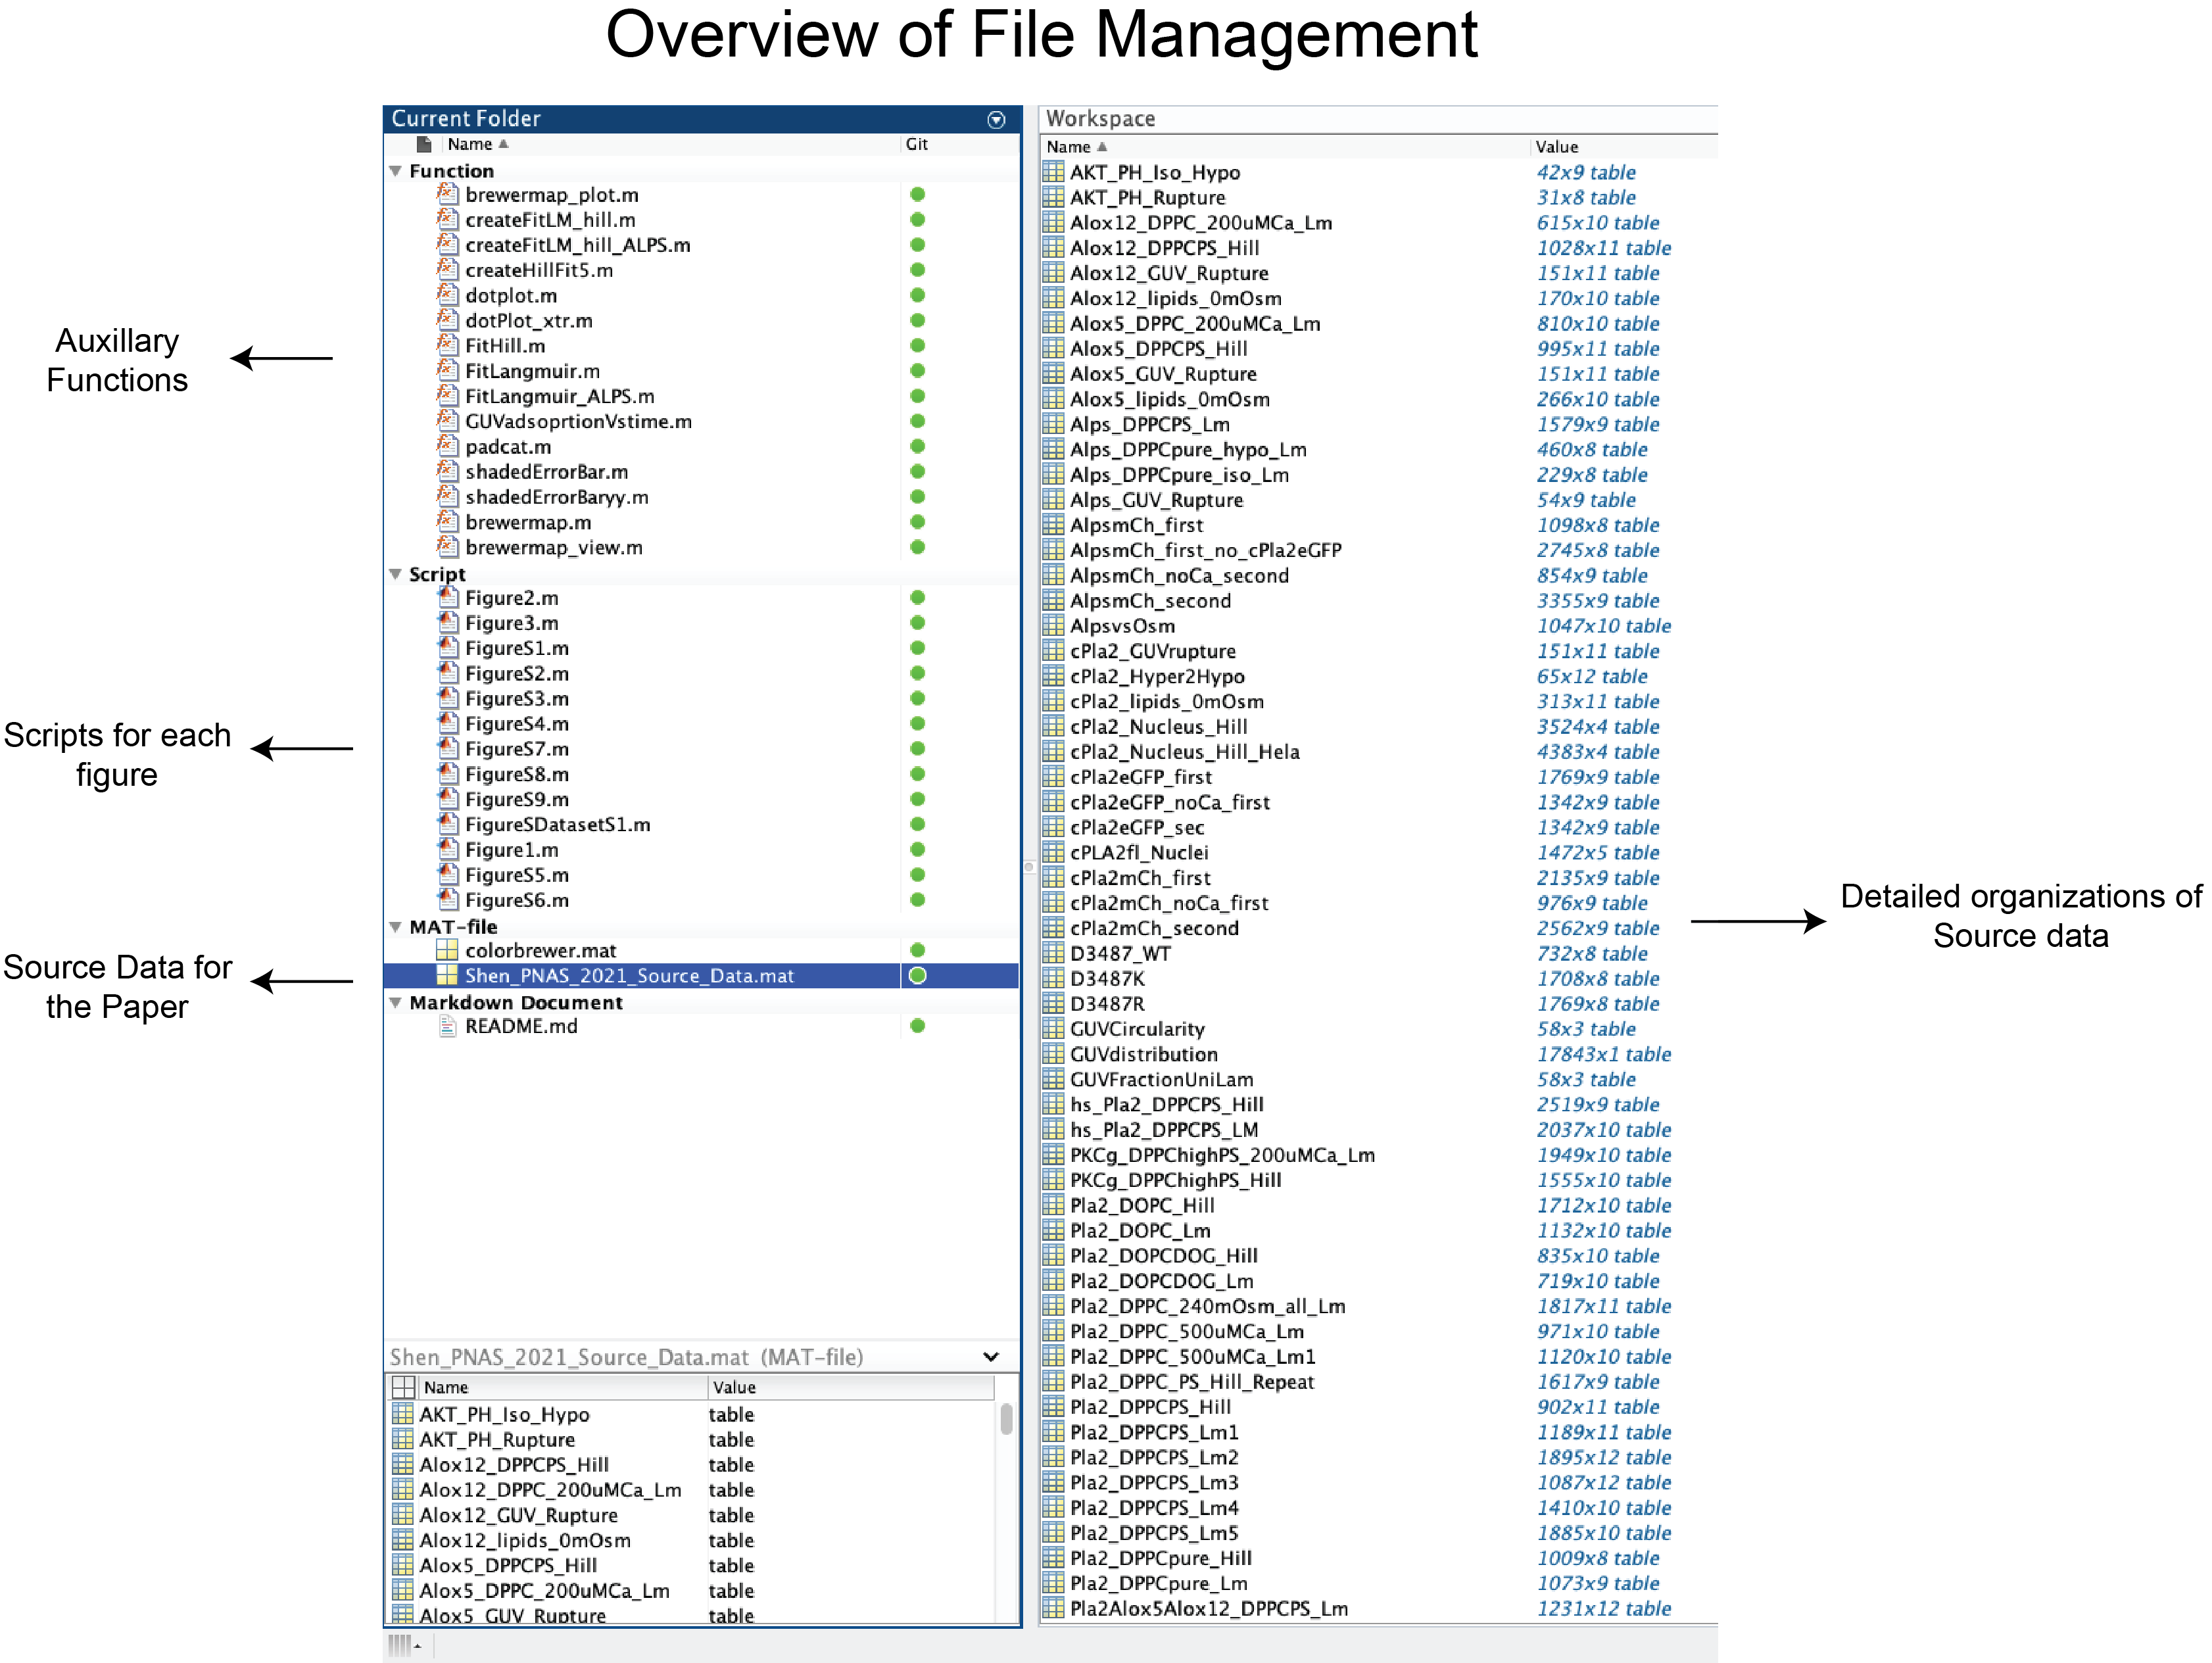 Overview of File Management
Auxillary
Functions
Scripts for each
figure
Source Data for
the Paper
Current Folder
Name Git
Function
brewermap_plot.m
createFitLM_hill.m
createFitLM_hill_ALPS.m
createHillFit5.m
dotplot.m
dotPlot_xtr.m
FitHill.m
FitLangmuir.m
FitLangmuir_ALPS.m
GUVadsoprtionVstime.m
padcat.m
shadedErrorBar.m
shadedErrorBaryy.m
brewermap.m
brewermap_view.m
Script
Figure2.m
Figure3.m
FigureS1.m
FigureS2.m
FigureS3.m
FigureS4.m
FigureS7.m
FigureS8.m
FigureS9.m
FigureSDatasetS1.m
Figure1.m
FigureS5.m
FigureS6.m
MAT-file
colorbrewer.mat
Shen_PNAS_2021_Source_Data.mat
Markdown Document
README.md
Shen_PNAS_2021_Source_Data.mat (MAT-file)
Name Value
AKT_PH_Iso_Hypo table
AKT_PH_Rupture table
Alox12_DPPCPS_Hill table
Alox12_DPPC_200uMCa_Lm table
Alox12_GUV_Rupture table
Alox12_lipids_0mOsm table
Alox5_DPPCPS_Hill table
Alox5_DPPC_200uMCa_Lm table
Alox5_GUV_Rupture table
Workspace
Name Value
AKT_PH_Iso_Hypo 42x9 table
AKT_PH_Rupture 31x8 table
Alox12_DPPC_200uMCa_Lm 615x10 table
Alox12_DPPCPS_Hill 1028x11 table
Alox12_GUV_Rupture 151x11 table
Alox12_lipids_0mOsm 170x10 table
Alox5_DPPC_200uMCa_Lm 810x10 table
Alox5_DPPCPS_Hill 995x11 table
Alox5_GUV_Rupture 151x11 table
Alox5_lipids_0mOsm 266x10 table
Alps_DPPCPS_Lm 1579x9 table
Alps_DPPCpure_hypo_Lm 460x8 table
Alps_DPPCpure_iso_Lm 229x8 table
Alps_GUV_Rupture 54x9 table
AlpsmCh_first 1098x8 table
AlpsmCh_first_no_cPla2eGFP 2745x8 table
AlpsmCh_noCa_second 854x9 table
AlpsmCh_second 3355x9 table
AlpsvsOsm 1047x10 table
cPla2_GUVrupture 151x11 table
cPla2_Hyper2Hypo 65x12 table
cPla2_lipids_0mOsm 313x11 table
cPla2_Nucleus_Hill 3524x4 table
cPla2_Nucleus_Hill_Hela 4383x4 table
cPla2eGFP_first 1769x9 table
cPla2eGFP_noCa_first 1342x9 table
cPla2eGFP_sec 1342x9 table
cPLA2fl_Nuclei 1472x5 table
cPla2mCh_first 2135x9 table
cPla2mCh_noCa_first 976x9 table
cPla2mCh_second 2562x9 table
D3487_WT 732x8 table
D3487K 1708x8 table
D3487R 1769x8 table
GUVCircularity 58x3 table
GUVdistribution 17843x1 table
GUVFractionUniLam 58x3 table
hs_Pla2_DPPCPS_Hill 2519x9 table
hs_Pla2_DPPCPS_LM 2037x10 table
PKCg_DPPChighPS_200uMCa_Lm 1949x10 table
PKCg_DPPChighPS_Hill 1555x10 table
Pla2_DOPC_Hill 1712x10 table
Pla2_DOPC_Lm 1132x10 table
Pla2_DOPCDOG_Hill 835x10 table
Pla2_DOPCDOG_Lm 719x10 table
Pla2_DPPC_240mOsm_all_Lm 1817x11 table
Pla2_DPPC_500uMCa_Lm 971x10 table
Pla2_DPPC_500uMCa_Lm1 1120x10 table
Pla2_DPPC_PS_Hill_Repeat 1617x9 table
Pla2_DPPCPS_Hill 902x11 table
Pla2_DPPCPS_Lm1 1189x11 table
Pla2_DPPCPS_Lm2 1895x12 table
Pla2_DPPCPS_Lm3 1087x12 table
Pla2_DPPCPS_Lm4 1410x10 table
Pla2_DPPCPS_Lm5 1885x10 table
Pla2_DPPCpure_Hill 1009x8 table
Pla2_DPPCpure_Lm 1073x9 table
Pla2Alox5Alox12_DPPCPS_Lm 1231x12 table
Detailed organizations of
Source data